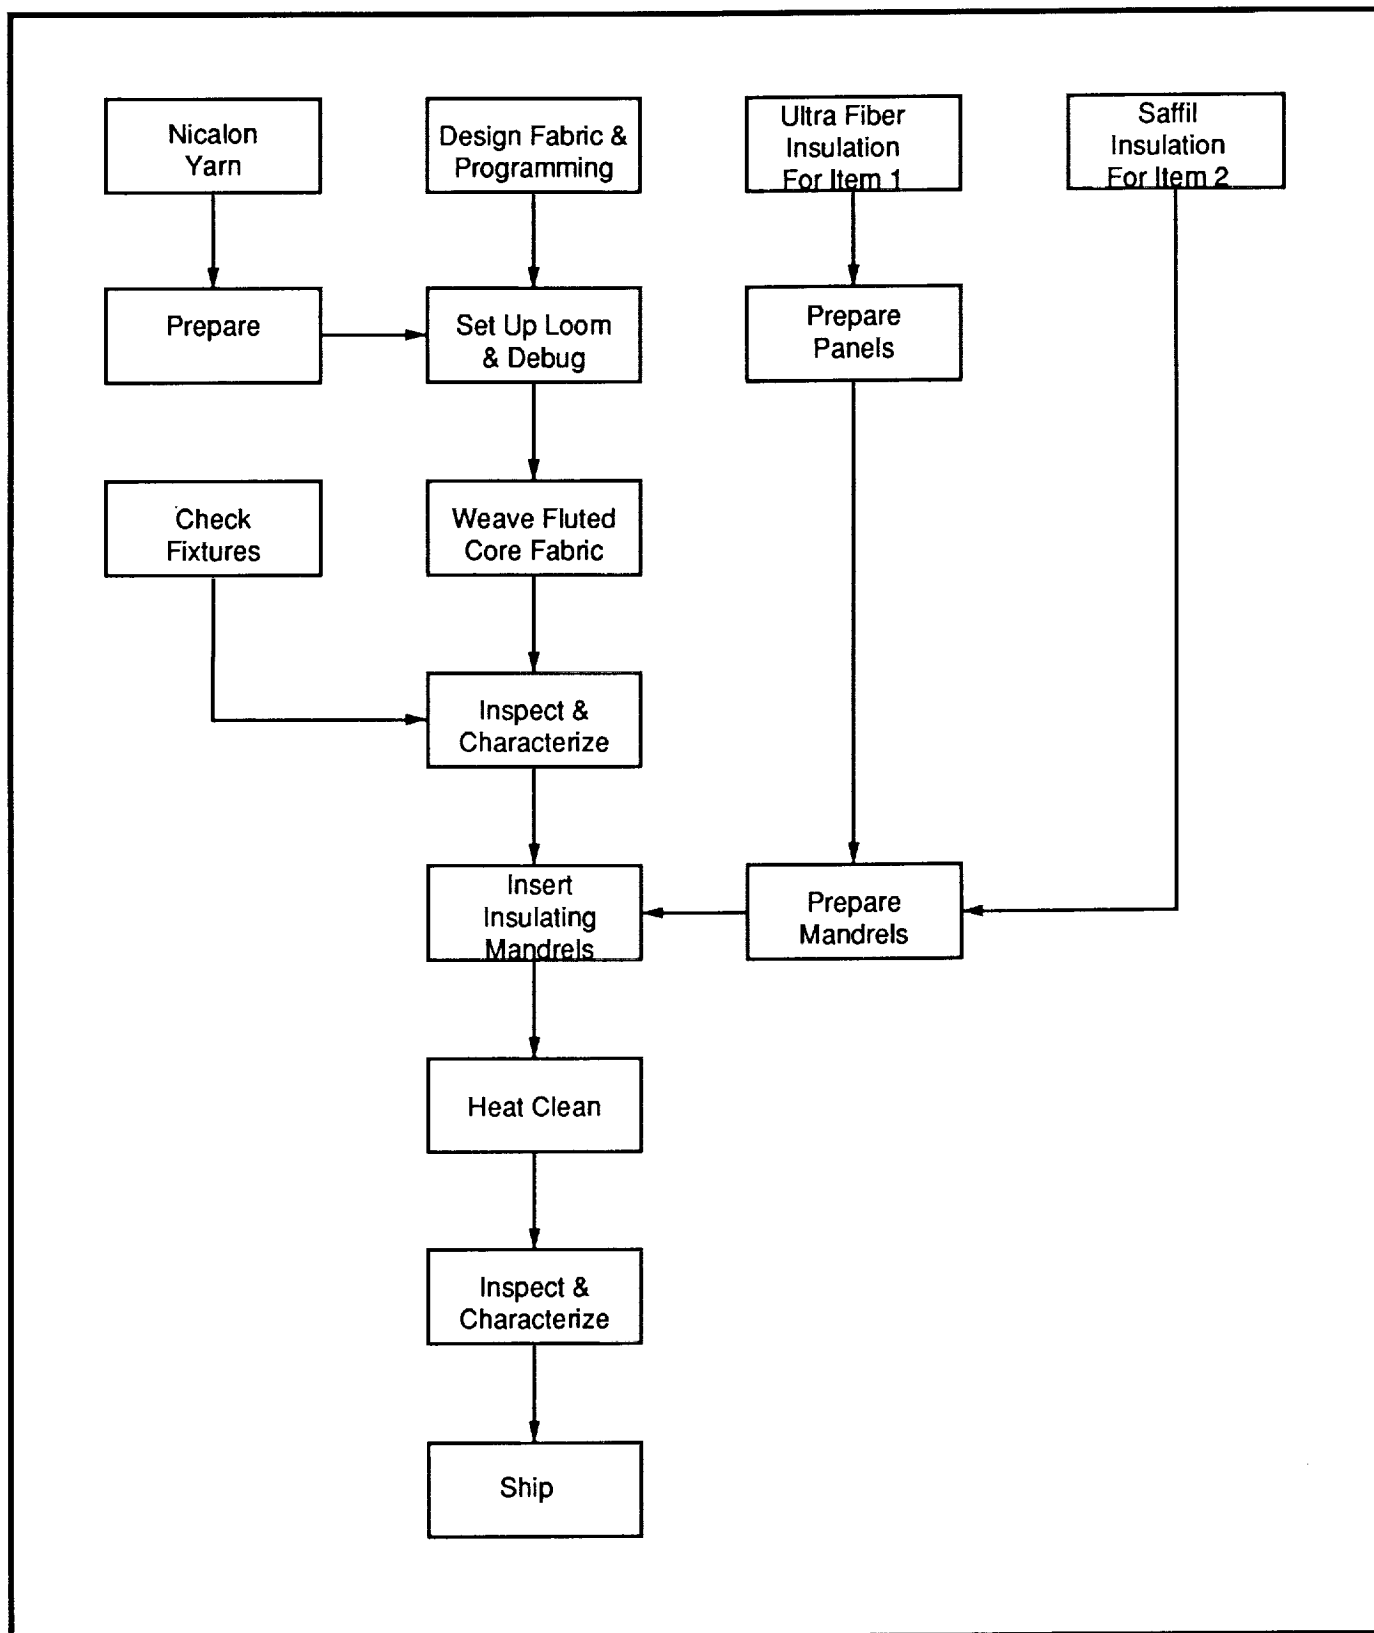 Nicalon
Yarn
Design Fabric &
Programming
Ultra Fiber
Insulation
For Item 1
Saffil
Insulation
For Item 2
Prepare
Set Up Loom
& Debug
Prepare
Panels
Check
Fixtures
Weave Fluted
Core Fabric
Inspect &
Characterize
Insert
Insulating
Mandrels
Prepare
Mandrels
Heat Clean
Inspect &
Characterize
Ship